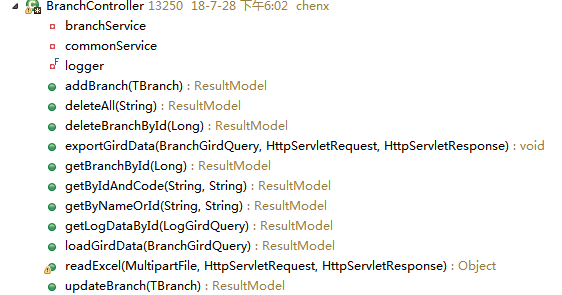 BranchController 13250 18-7-28 下午6:02 chenx
branchService
commonService
F logger
addBranch(TBranch) : ResultModel
deleteAll(String) : ResultModel
deleteBranchById(Long) : ResultModel
exportGirdData(BranchGirdQuery, HttpServletRequest, HttpServletResponse) : void
getBranchById(Long) : ResultModel
getByIdAndCode(String, String) : ResultModel
getByNameOrId(String, String) : ResultModel
getLogDataById(LogGirdQuery) : ResultModel
loadGirdData(BranchGirdQuery) : ResultModel
readExcel(MultipartFile, HttpServletRequest, HttpServletResponse) : Object
updateBranch(TBranch) : ResultModel